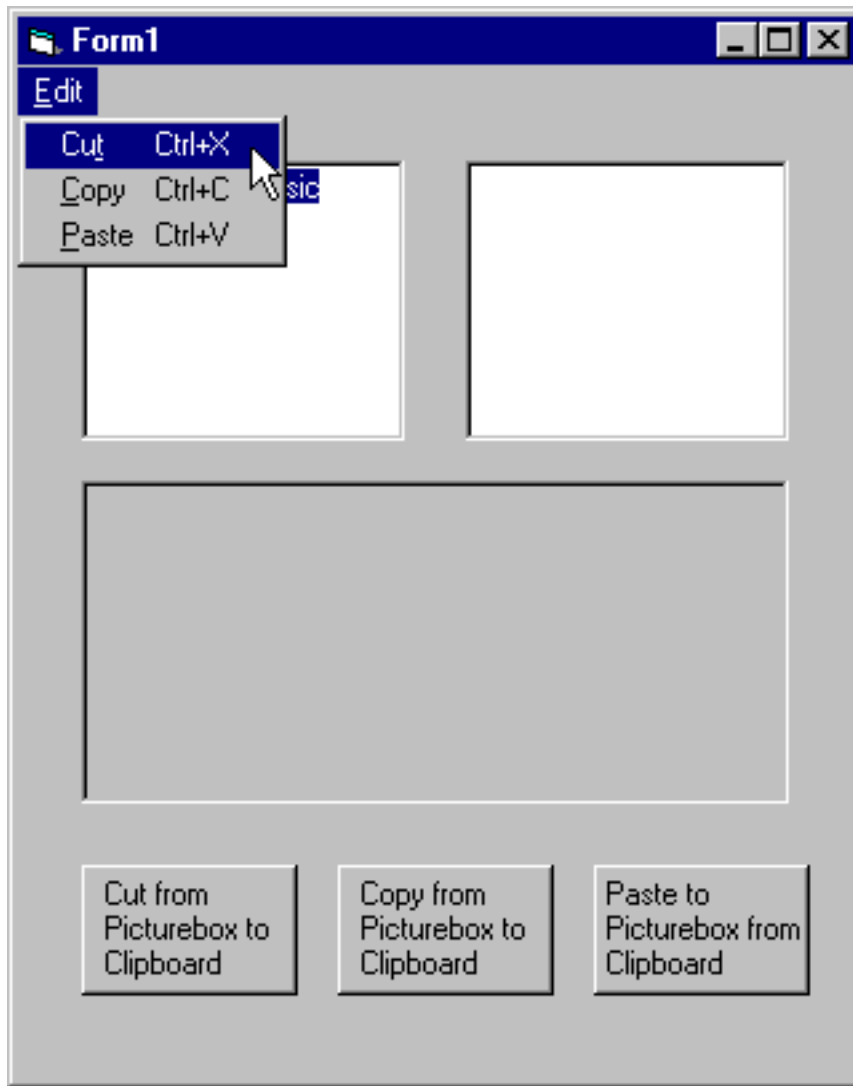 Form1
Edit
Cut Ctrl+X
Copy Ctrl+C
sic
Paste Ctrl+V
Cut from
Picturebox to
Clipboard
Copy from
Picturebox to
Clipboard
Paste to
Picturebox from
Clipboard